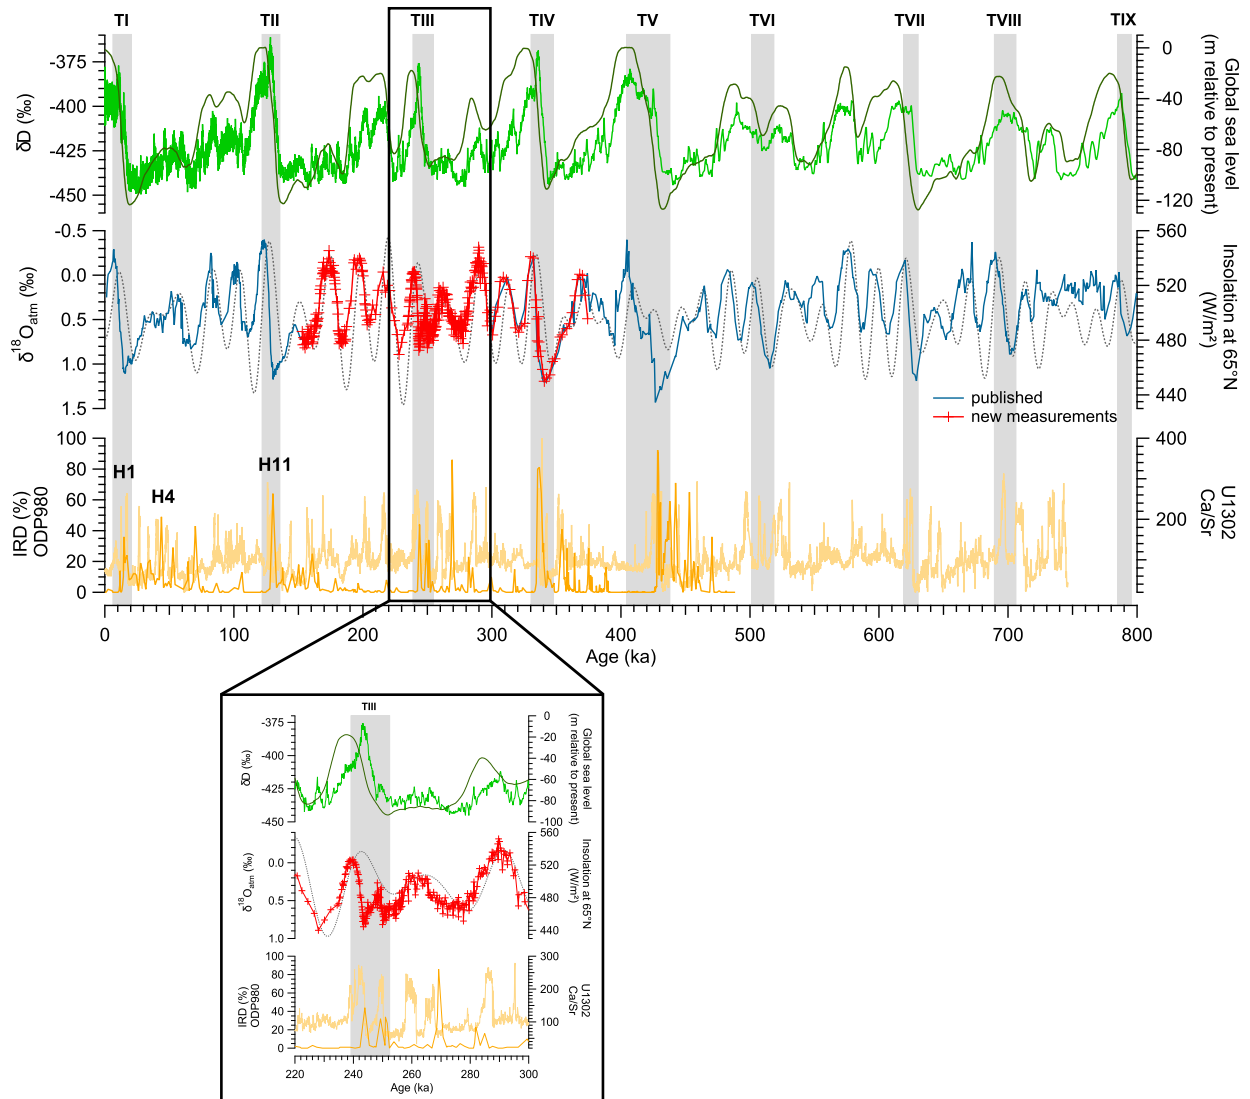 TI TII TIII TIV TV TVI TVII TVIII TIX
-375
-400
-425
-450
δD (‰)
0
-40
-80
-120
Global sea level
(m relative to present)
-0.5
0.0
0.5
1.0
1.5
δ18Oatm (‰)
560
520
480
440
Insolation at 65°N
(W/m²)
published
new measurements
100
80
60
40
20
0
IRD (%)
ODP980
H1
H4
H11
400
200
U1302
Ca/Sr
0 100 200 300 400 500 600 700 800
Age (ka)
TIII
-375
-400
-425
-450
δD (‰)
0
-20
-40
-60
-80
-100
Global sea level
(m relative to present)
0.0
0.5
1.0
δ18Oatm (‰)
560
520
480
440
Insolation at 65°N
(W/m²)
100
80
60
40
20
0
IRD (%)
ODP980
300
200
100
U1302
Ca/Sr
220 240 260 280 300
Age (ka)